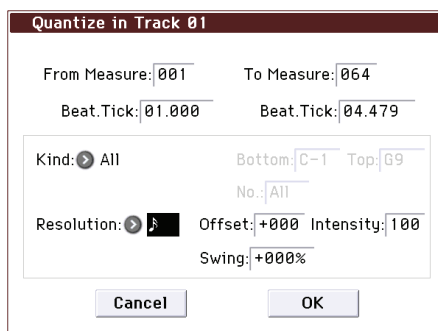 Quantize in Track 01
From Measure: 001 To Measure: 064
Beat.Tick: 01.000 Beat.Tick: 04.479
Kind: All Bottom: C-1 Top: G9
No.: All
Resolution: ♪ Offset: +000 Intensity: 100
Swing: +000%
Cancel OK